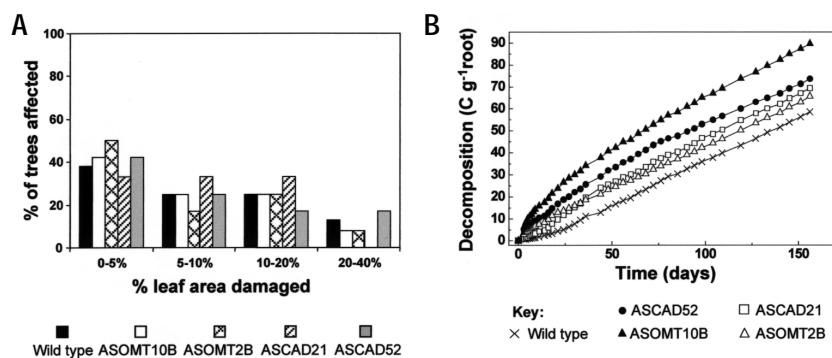 A
% of trees affected
100
80
60
40
20
0
0-5% 5-10% 10-20% 20-40%
% leaf area damaged
Wild type ASOMT10B ASOMT2B ASCAD21 ASCAD52
B
Decomposition (C g⁻¹root)
90
80
70
60
50
40
30
20
10
0
0 50 100 150
Time (days)
Key: ASCAD52 ASCAD21
Wild type ASOMT10B ASOMT2B